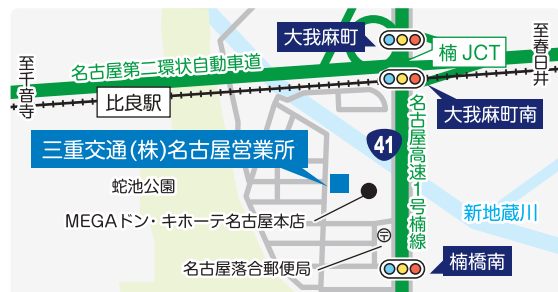 大我麻町
楠 JCT
至春日井
名古屋第二環状自動車道
至千音寺
比良駅
大我麻町南
名古屋高速1号楠線
41
三重交通(株)名古屋営業所
蛇池公園
MEGAドン・キホーテ名古屋本店
新地蔵川
〒
名古屋落合郵便局
楠橋南